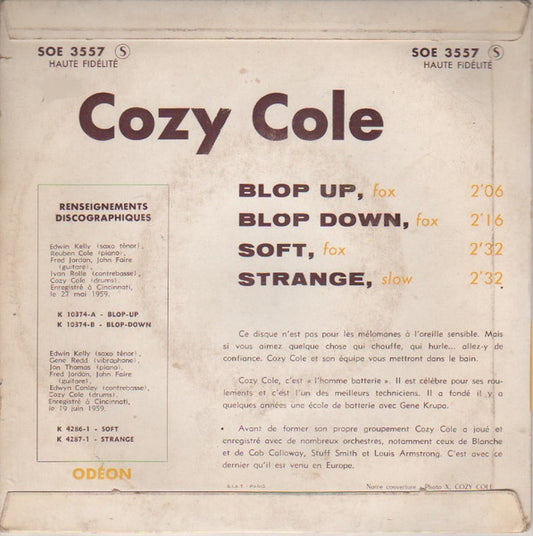 SOE 3557 S
HAUTE FIDÉLITÉ
SOE 3557 S
HAUTE FIDÉLITÉ
Cozy Cole
BLOP UP, fox 2'06
BLOP DOWN, fox 2'16
SOFT, fox 2'32
STRANGE, slow 2'32
RENSEIGNEMENTS
DISCOGRAPHIQUES
Edwin Kelly (saxo ténor),
Reuben Cole (piano),
Fred Jordan, John Faire
(guitare),
Ivan Rolle (contrebasse),
Cozy Cole (drums).
Enregistré à Cincinnati,
le 27 mai 1959.
K 10374-A - BLOP-UP
K 10374-B - BLOP-DOWN
Edwin Kelly (saxo ténor),
Gene Redd (vibraphone),
Jon Thomas (piano),
Fred Jordan, John Faire
(guitare),
Edwyn Conley (contrebasse),
Cozy Cole (drums).
Enregistré à Cincinnati,
le 19 juin 1959.
K 4286-1 - SOFT
K 4287-1 - STRANGE
ODÉON
Ce disque n'est pas pour les mélomanes à l'oreille sensible. Mais
si vous aimez quelque chose qui chauffe, qui hurle... allez-y de
confiance. Cozy Cole et son équipe vous mettront dans le bain.
Cozy Cole, c'est « l'homme batterie ». Il est célèbre pour ses rou-
lements et c'est l'un des meilleurs techniciens. Il a fondé il y a
quelques années une école de batterie avec Gene Krupa.
Avant de former son propre groupement Cozy Cole a joué et
enregistré avec de nombreux orchestres, notamment ceux de Blanche
et de Cab Calloway, Stuff Smith et Louis Armstrong. C'est avec ce
dernier qu'il est venu en Europe.
Notre couverture : Photo X. COZY COLE